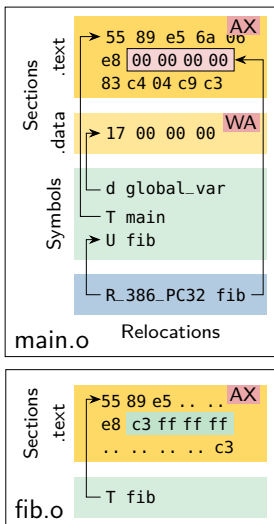 AX
55 89 e5 6a 06
e8 00 00 00 00
83 c4 04 c9 c3
Sections
.text
WA
17 00 00 00
.data
d global_var
T main
U fib
Symbols
R_386_PC32 fib
main.o
Relocations
AX
55 89 e5 .. ..
e8 c3 ff ff ff
.. .. .. .. c3
Sections
.text
T fib
fib.o